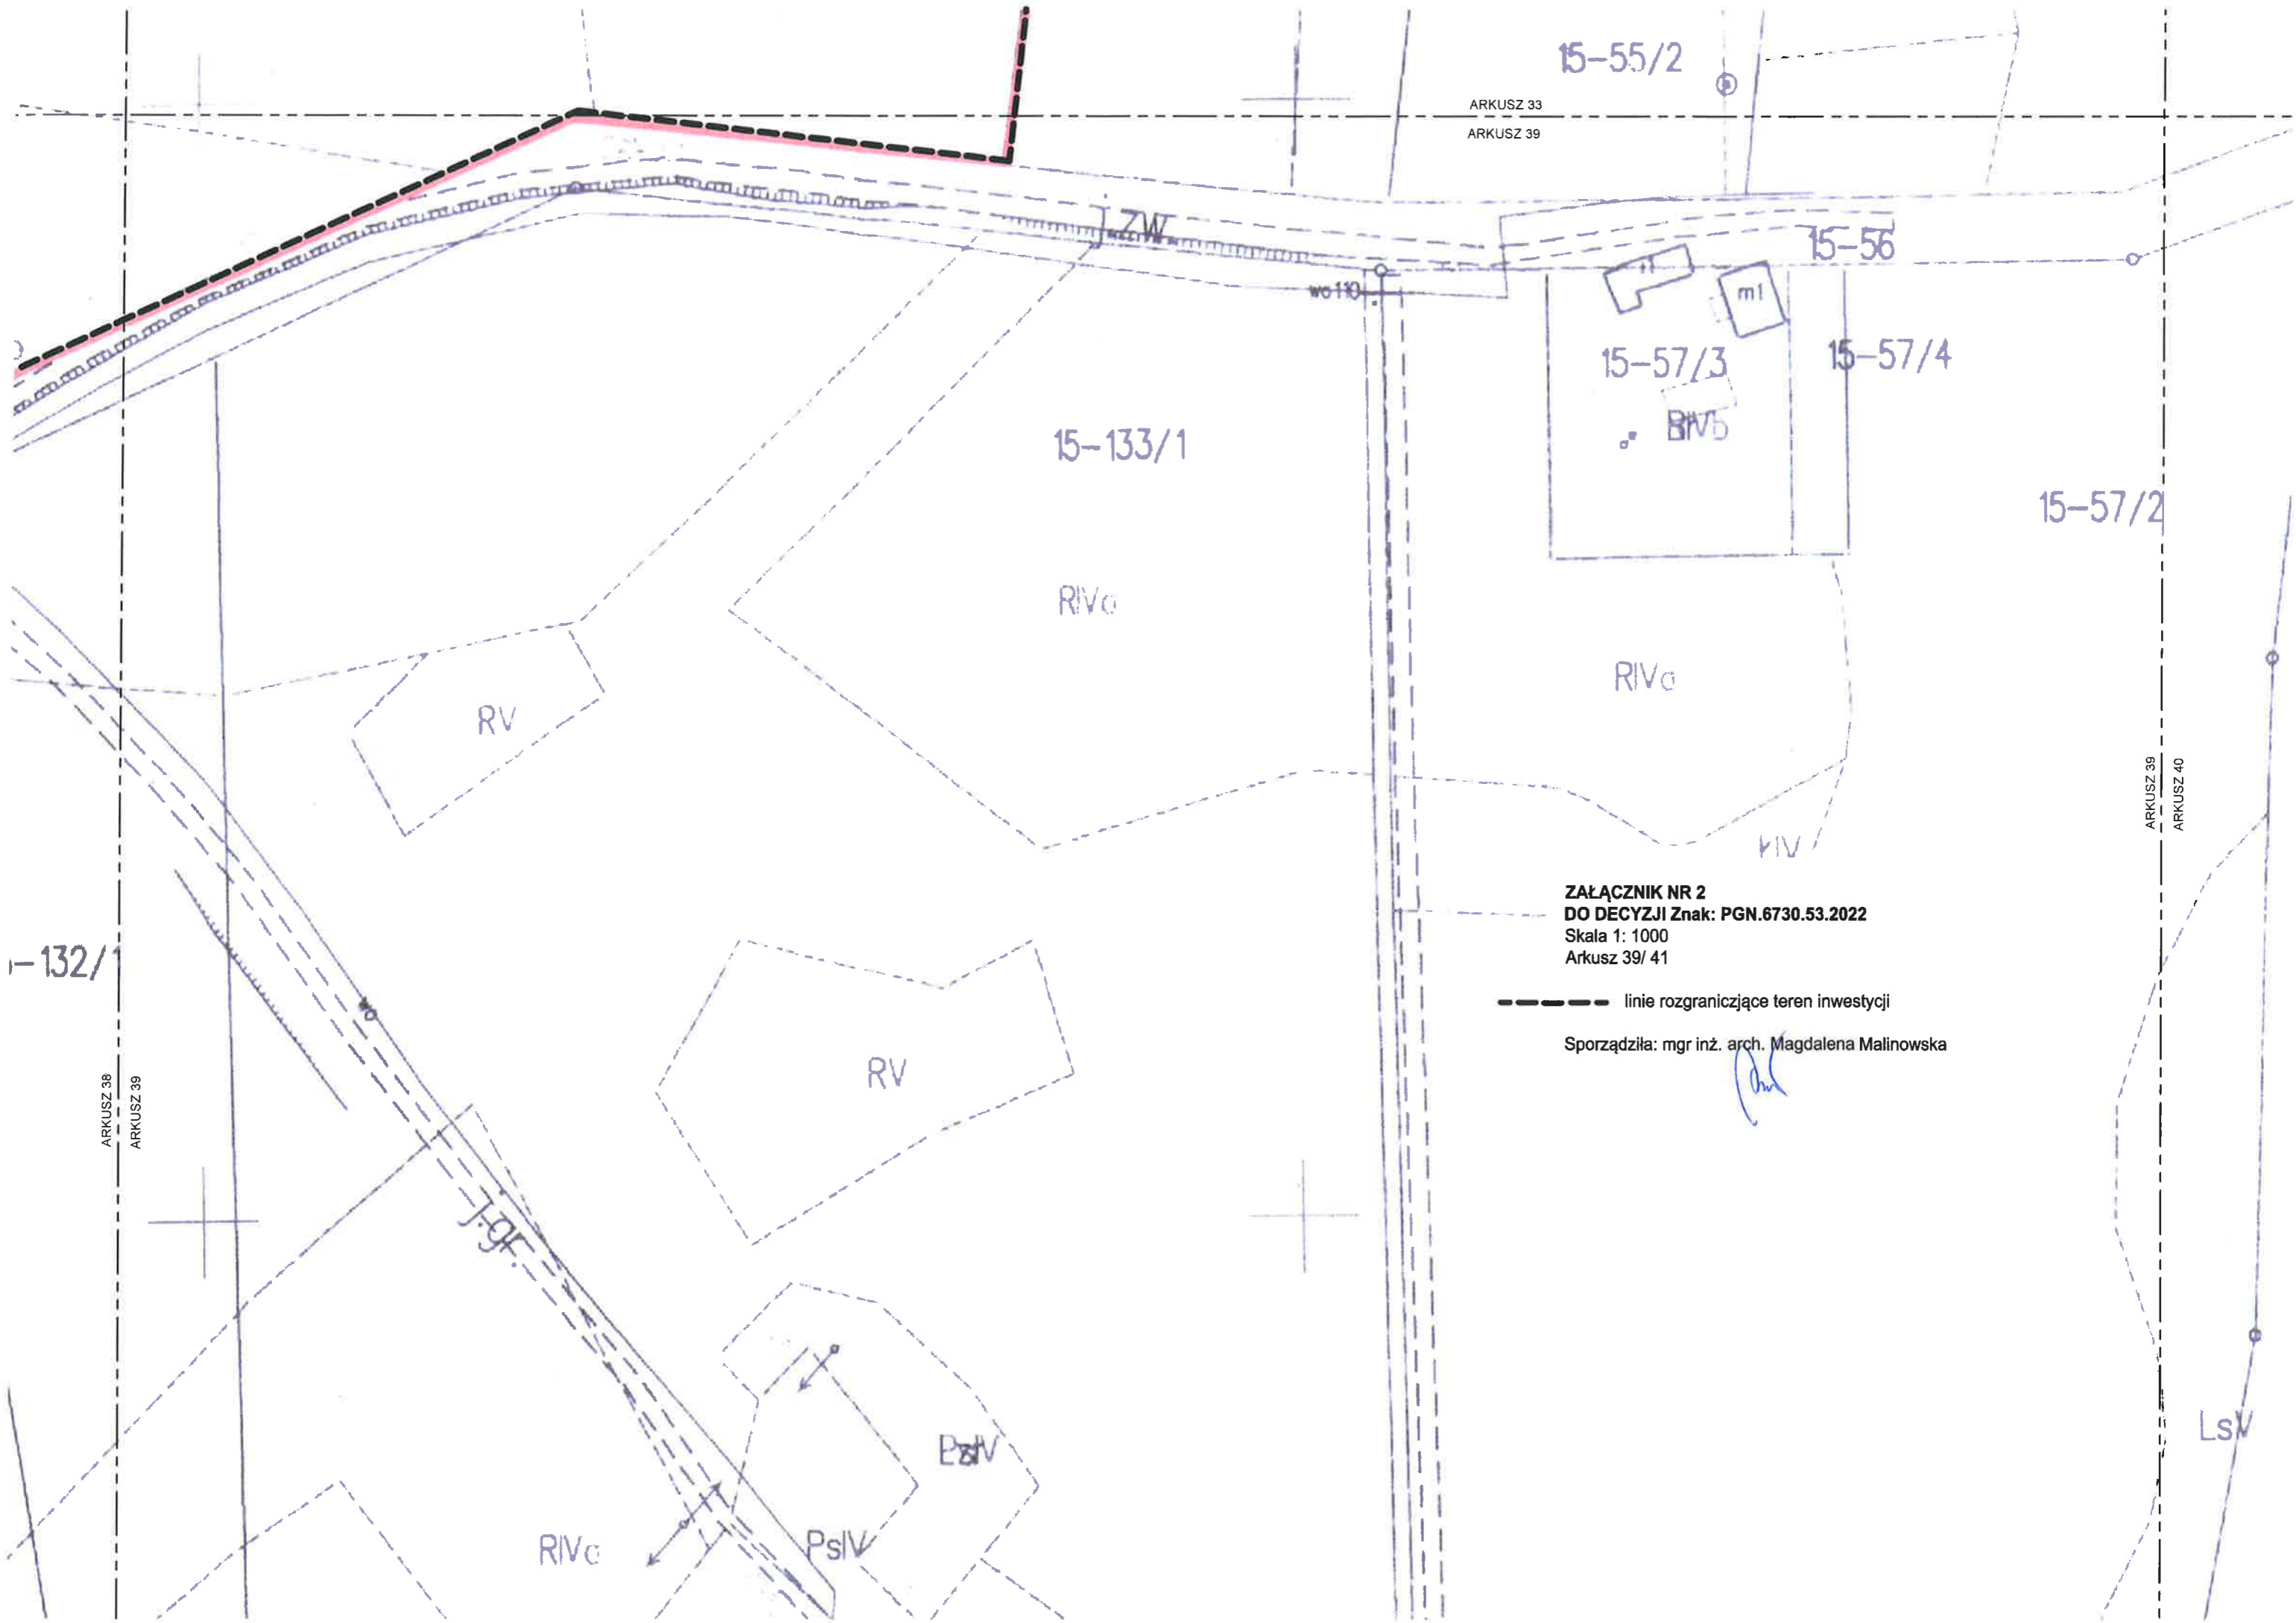 15-55/2
ARKUSZ 33
ARKUSZ 39
j.ZW.
15-56
wo110
m1
15-57/3
15-57/4
15-133/1
15-57/2
RIVa
RIVa
RV
ARKUSZ 39
ARKUSZ 40
ZAŁĄCZNIK NR 2
DO DECYZJI Znak: PGN.6730.53.2022
Skala 1: 1000
Arkusz 39/ 41
-132/1
linie rozgraniczjące teren inwestycji
Sporządziła: mgr inż. arch. Magdalena Malinowska
RV
ARKUSZ 38
ARKUSZ 39
j.gr.
LsV
RIVa
PsIV